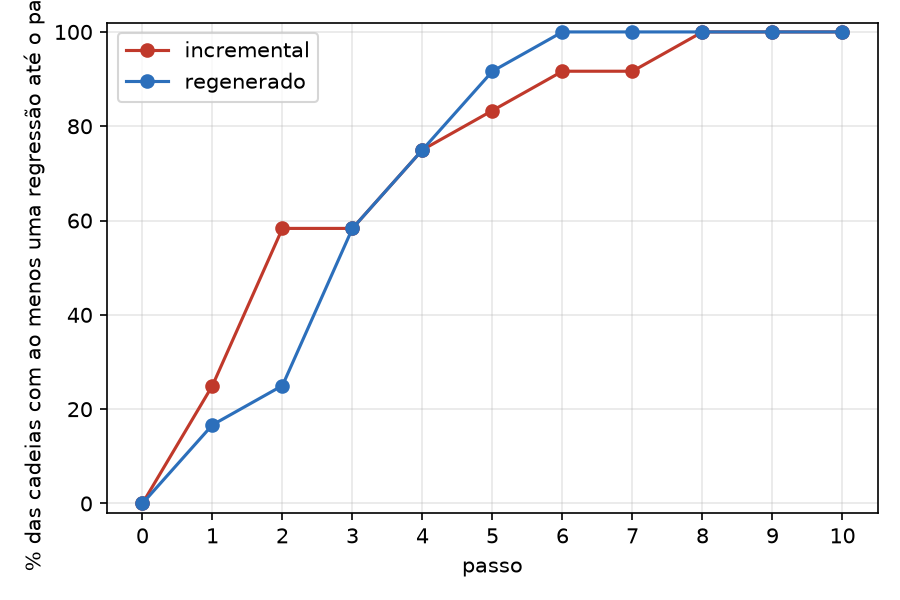 % das cadeias com ao menos uma regressão até o
100
80
60
40
20
0
incremental
regenerado
0 1 2 3 4 5 6 7 8 9 10
passo